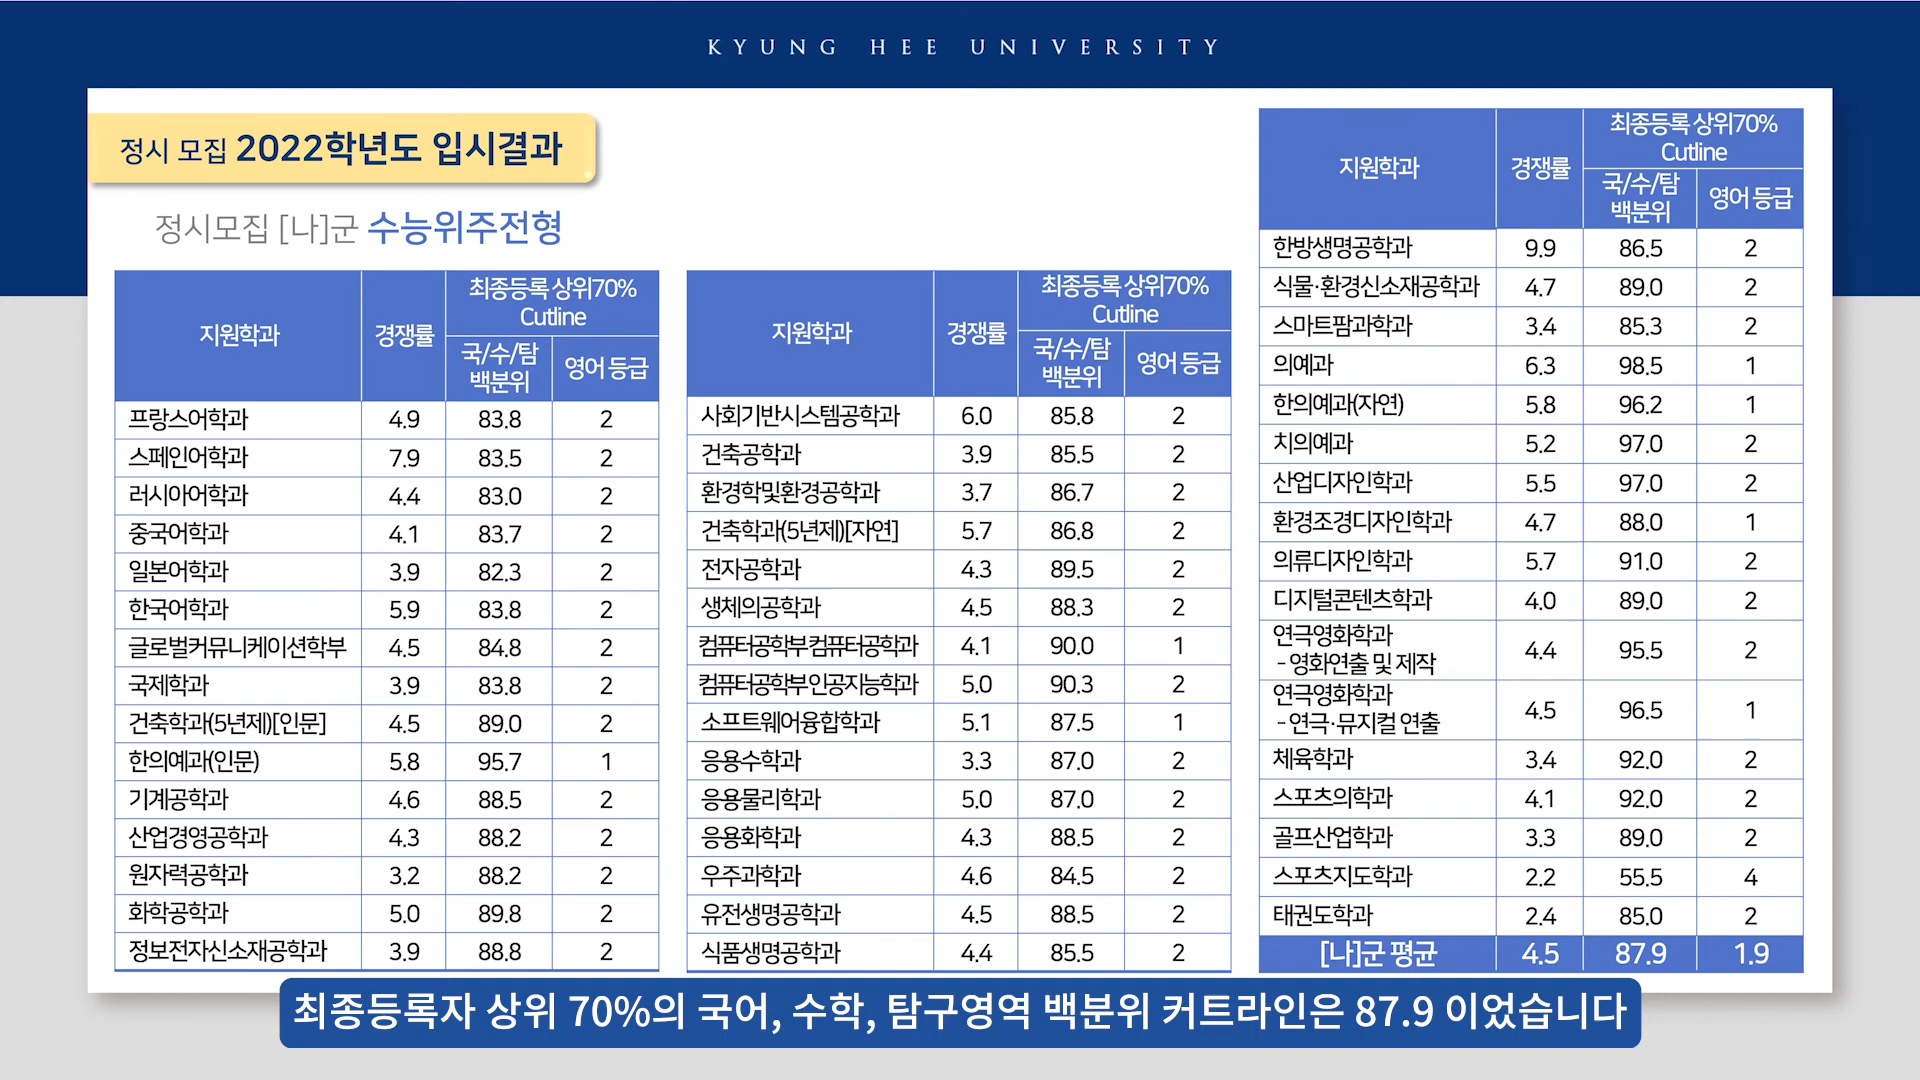 KYUNG HEE UNIVERSITY
정시 모집 2022학년도 입시결과
정시모집 [나]군 수능위주전형
지원학과 경쟁률 최종등록 상위70% Cutline
국/수/탐 백분위 영어 등급
프랑스어학과 4.9 83.8 2
스페인어학과 7.9 83.5 2
러시아어학과 4.4 83.0 2
중국어학과 4.1 83.7 2
일본어학과 3.9 82.3 2
한국어학과 5.9 83.8 2
글로벌커뮤니케이션학부 4.5 84.8 2
국제학과 3.9 83.8 2
건축학과(5년제)[인문] 4.5 89.0 2
한의예과(인문) 5.8 95.7 1
기계공학과 4.6 88.5 2
산업경영공학과 4.3 88.2 2
원자력공학과 3.2 88.2 2
화학공학과 5.0 89.8 2
정보전자신소재공학과 3.9 88.8 2
지원학과 경쟁률 최종등록 상위70% Cutline
국/수/탐 백분위 영어 등급
사회기반시스템공학과 6.0 85.8 2
건축공학과 3.9 85.5 2
환경학및환경공학과 3.7 86.7 2
건축학과(5년제)[자연] 5.7 86.8 2
전자공학과 4.3 89.5 2
생체의공학과 4.5 88.3 2
컴퓨터공학부컴퓨터공학과 4.1 90.0 1
컴퓨터공학부인공지능학과 5.0 90.3 2
소프트웨어융합학과 5.1 87.5 1
응용수학과 3.3 87.0 2
응용물리학과 5.0 87.0 2
응용화학과 4.3 88.5 2
우주과학과 4.6 84.5 2
유전생명공학과 4.5 88.5 2
식품생명공학과 4.4 85.5 2
지원학과 경쟁률 최종등록 상위70% Cutline
국/수/탐 백분위 영어 등급
한방생명공학과 9.9 86.5 2
식물·환경신소재공학과 4.7 89.0 2
스마트팜과학과 3.4 85.3 2
의예과 6.3 98.5 1
한의예과(자연) 5.8 96.2 1
치의예과 5.2 97.0 2
산업디자인학과 5.5 97.0 2
환경조경디자인학과 4.7 88.0 1
의류디자인학과 5.7 91.0 2
디지털콘텐츠학과 4.0 89.0 2
연극영화학과
- 영화연출 및 제작 4.4 95.5 2
연극영화학과
- 연극·뮤지컬 연출 4.5 96.5 1
체육학과 3.4 92.0 2
스포츠의학과 4.1 92.0 2
골프산업학과 3.3 89.0 2
스포츠지도학과 2.2 55.5 4
태권도학과 2.4 85.0 2
[나]군 평균 4.5 87.9 1.9
최종등록자 상위 70%의 국어, 수학, 탐구영역 백분위 커트라인은 87.9 이었습니다